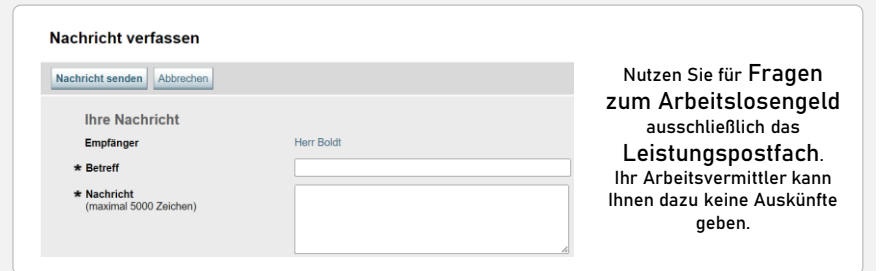 Nachricht verfassen
Nachricht senden Abbrechen
Ihre Nachricht
Empfänger Herr Boldt
* Betreff
* Nachricht
(maximal 5000 Zeichen)
Nutzen Sie für Fragen
zum Arbeitslosengeld
ausschließlich das
Leistungspostfach.
Ihr Arbeitsvermittler kann
Ihnen dazu keine Auskünfte
geben.